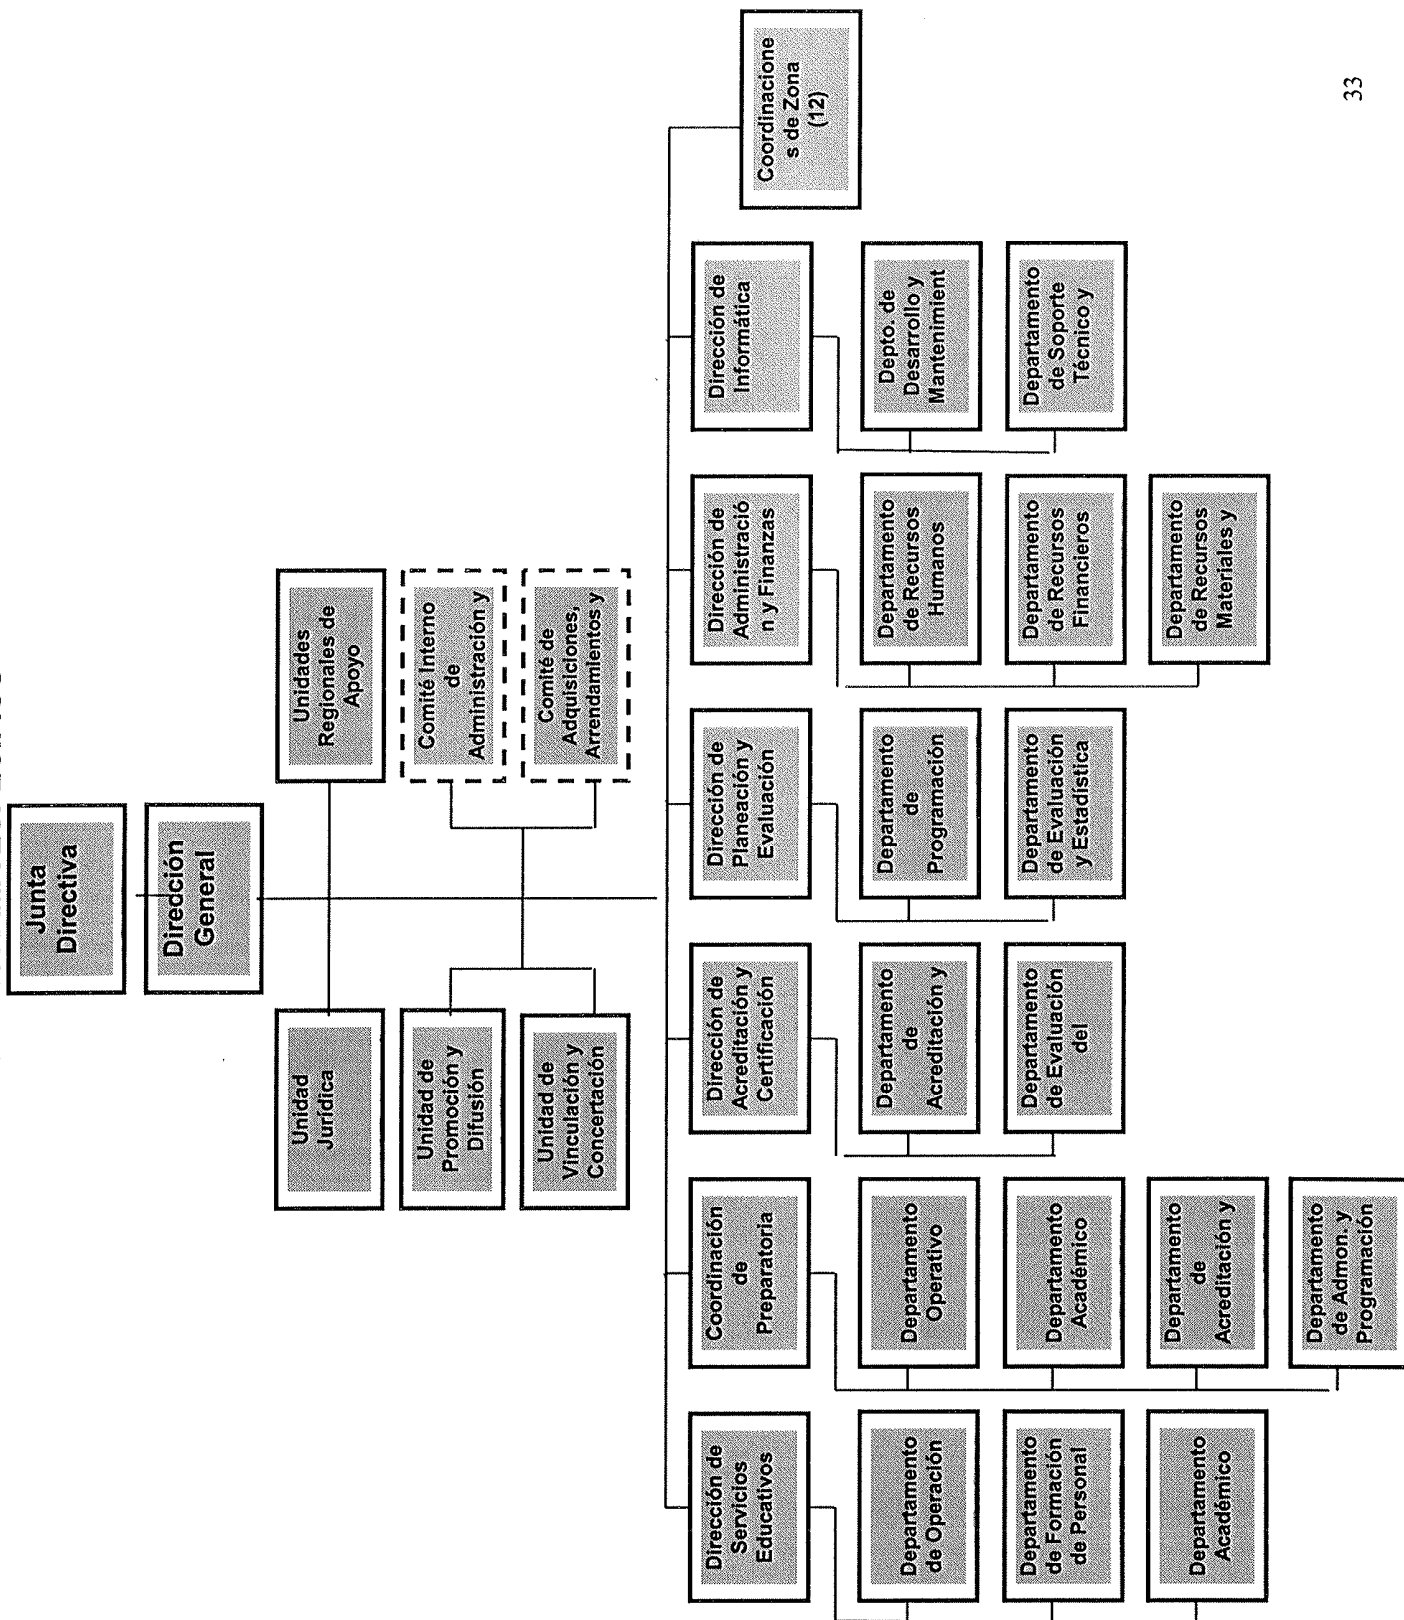 Junta
Directiva
Dirección
General
Unidad
Jurídica
Unidades
Regionales de
Apoyo
Unidad de
Promoción y
Difusión
Comité Interno
de
Administración y
Unidad de
Vinculación y
Concertación
Comité de
Adquisiciones,
Arrendamientos y
Dirección de
Servicios
Educativos
Coordinación
de
Preparatoria
Dirección de
Acreditación y
Certificación
Dirección de
Planeación y
Evaluación
Dirección de
Administració
n y Finanzas
Dirección de
Informática
Coordinacione
s de Zona
(12)
Departamento
de Operación
Departamento
Operativo
Departamento
de
Acreditación y
Departamento
de
Programación
Departamento
de Recursos
Humanos
Depto. de
Desarrollo y
Mantenimient
Departamento
de Formación
de Personal
Departamento
Académico
Departamento
de Evaluación
del
Departamento
de Evaluación
y Estadística
Departamento
de Recursos
Financieros
Departamento
de Soporte
Técnico y
Departamento
Académico
Departamento
de
Acreditación y
Departamento
de Recursos
Materiales y
Departamento
de Admon. y
Programación
33